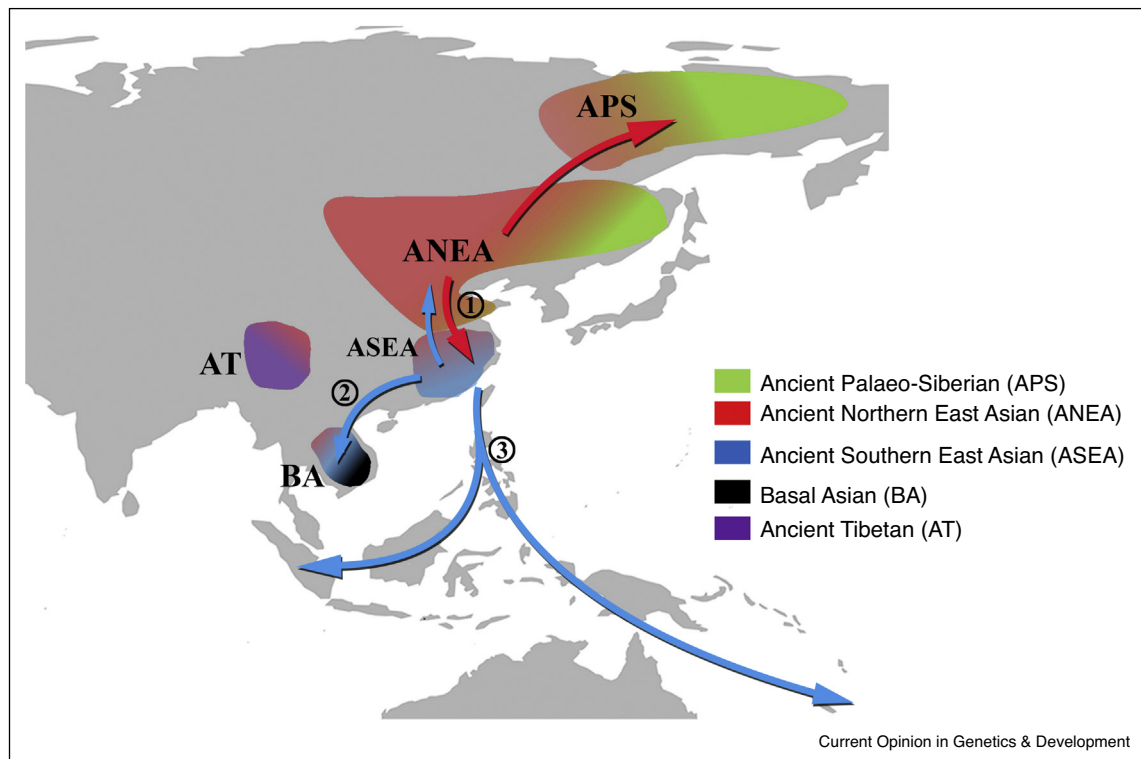 APS
ANEA
①
ASEA
AT
②
BA
③
Ancient Palaeo-Siberian (APS)
Ancient Northern East Asian (ANEA)
Ancient Southern East Asian (ASEA)
Basal Asian (BA)
Ancient Tibetan (AT)
Current Opinion in Genetics & Development